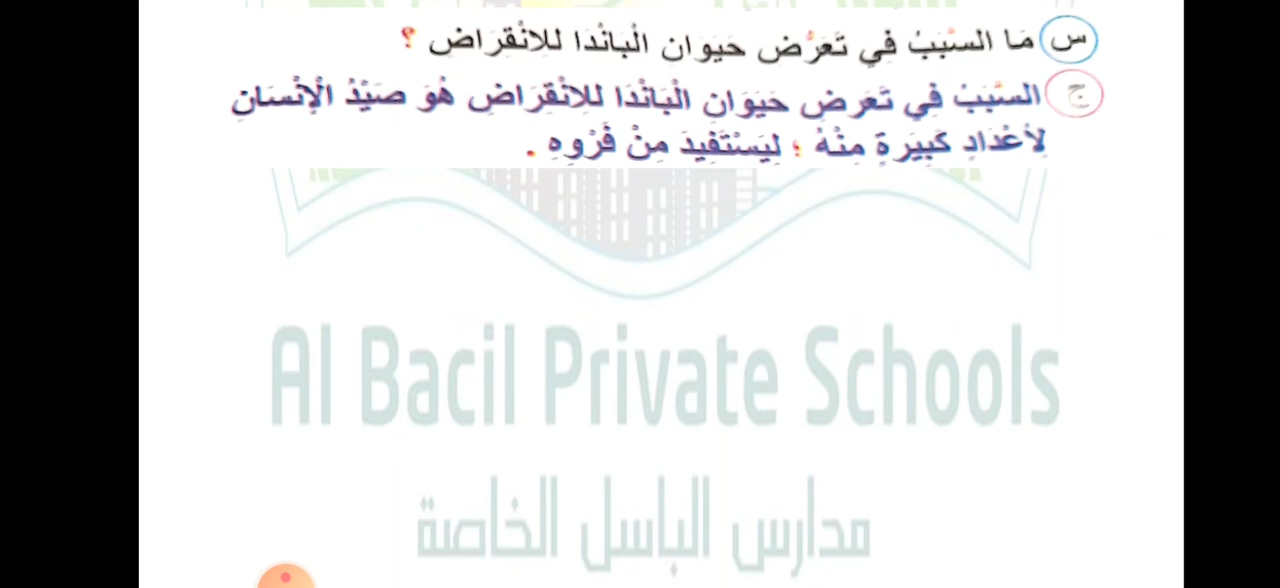 س مَا السَّبَبُ فِي تَعَرُّضِ حَيَوَانِ الْبَانْدَا لِلانْقِرَاضِ ؟
ج السَّبَبُ فِي تَعَرضِ حَيَوَانِ الْبَانْدَا لِلانْقِرَاضِ هُوَ صَيْدُ الْإِنْسَانِ
لِأَعْدَادٍ كَبِيرَةٍ مِنْهُ ؛ لِيَسْتَفِيدَ مِنْ فَرْوِهِ .
Al Bacil Private Schools
مدارس الباسل الخاصة